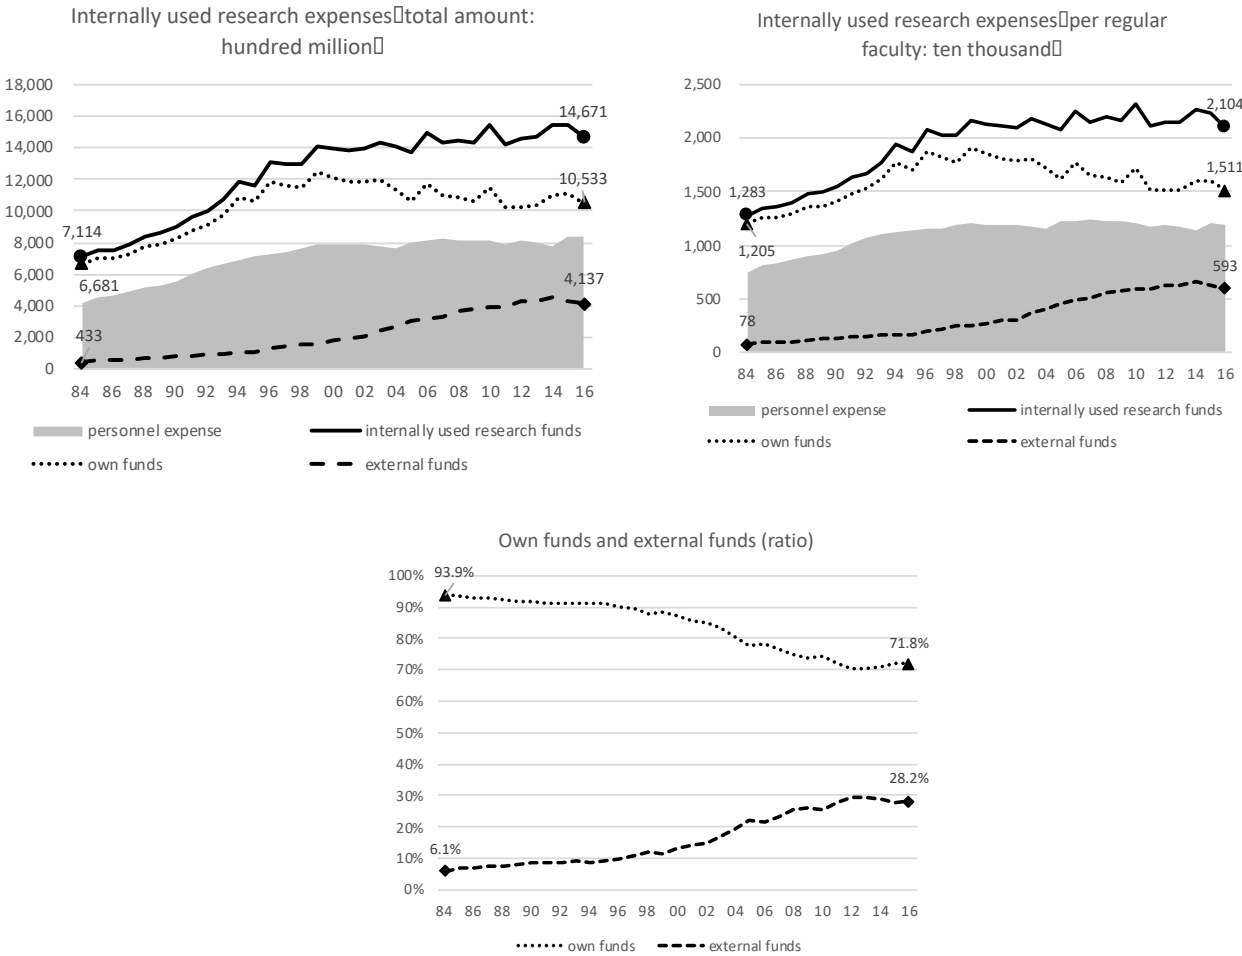 Internally used research expenses▯total amount:
hundred million▯
18,000
16,000
14,000
12,000
10,000
8,000
6,000
4,000
2,000
0
14,671
10,533
7,114
6,681
4,137
433
84 86 88 90 92 94 96 98 00 02 04 06 08 10 12 14 16
personnel expense
internally used research funds
own funds
external funds
Internally used research expenses▯per regular
faculty: ten thousand▯
2,500
2,000
1,500
1,000
500
0
2,104
1,511
1,283
1,205
593
78
84 86 88 90 92 94 96 98 00 02 04 06 08 10 12 14 16
personnel expense
internally used research funds
own funds
external funds
Own funds and external funds (ratio)
100%
90%
80%
70%
60%
50%
40%
30%
20%
10%
0%
93.9%
71.8%
28.2%
6.1%
84 86 88 90 92 94 96 98 00 02 04 06 08 10 12 14 16
own funds
external funds